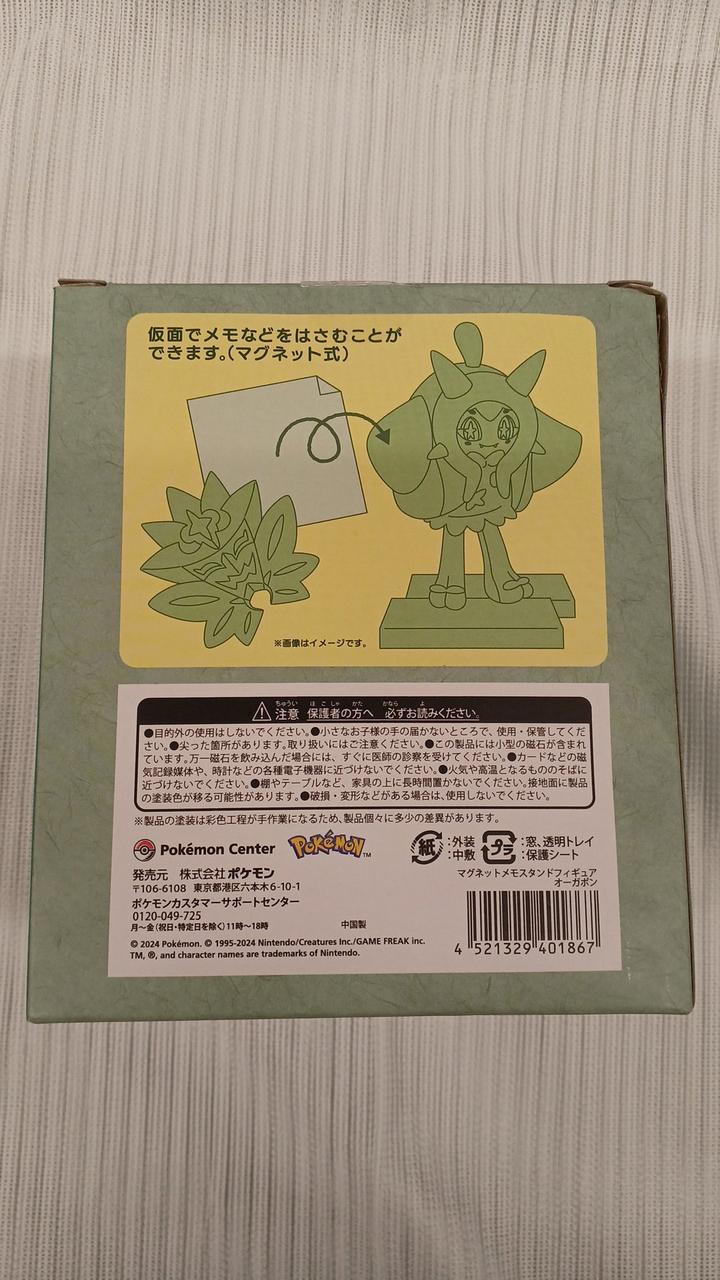 仮面でメモなどをはさむことが
できます。(マグネット式)
※画像はイメージです。
注意 保護者の方へ 必ずお読みください。
●目的外の使用はしないでください。●小さなお子様の手の届かないところで、使用・保管してくだ
さい。●尖った箇所があります。取り扱いにはご注意ください。●この製品には小型の磁石が含まれ
ています。万一磁石を飲み込んだ場合には、すぐに医師の診察を受けてください。●カードなどの磁
気記録媒体や、時計などの各種電子機器に近づけないでください。●火気や高温となるもののそばに
近づけないでください。●棚やテーブルなど、家具の上に長時間置かないでください。接地面に製品
の塗装色が移る可能性があります。●破損・変形などがある場合は、使用しないでください。
※製品の塗装は彩色工程が手作業になるため、製品個々に多少の差異があります。
Pokémon Center POKÉMON TM
紙 :外装 :中敷 プラ :窓、透明トレイ :保護シート
発売元 株式会社ポケモン
〒106-6108 東京都港区六本木6-10-1
ポケモンカスタマーサポートセンター
0120-049-725
月～金(祝日・特定日を除く)11時～18時
中国製
© 2024 Pokémon. © 1995-2024 Nintendo/Creatures Inc./GAME FREAK inc.
TM, ®, and character names are trademarks of Nintendo.
マグネットメモスタンドフィギュア
オーガポン
4 521329 401867